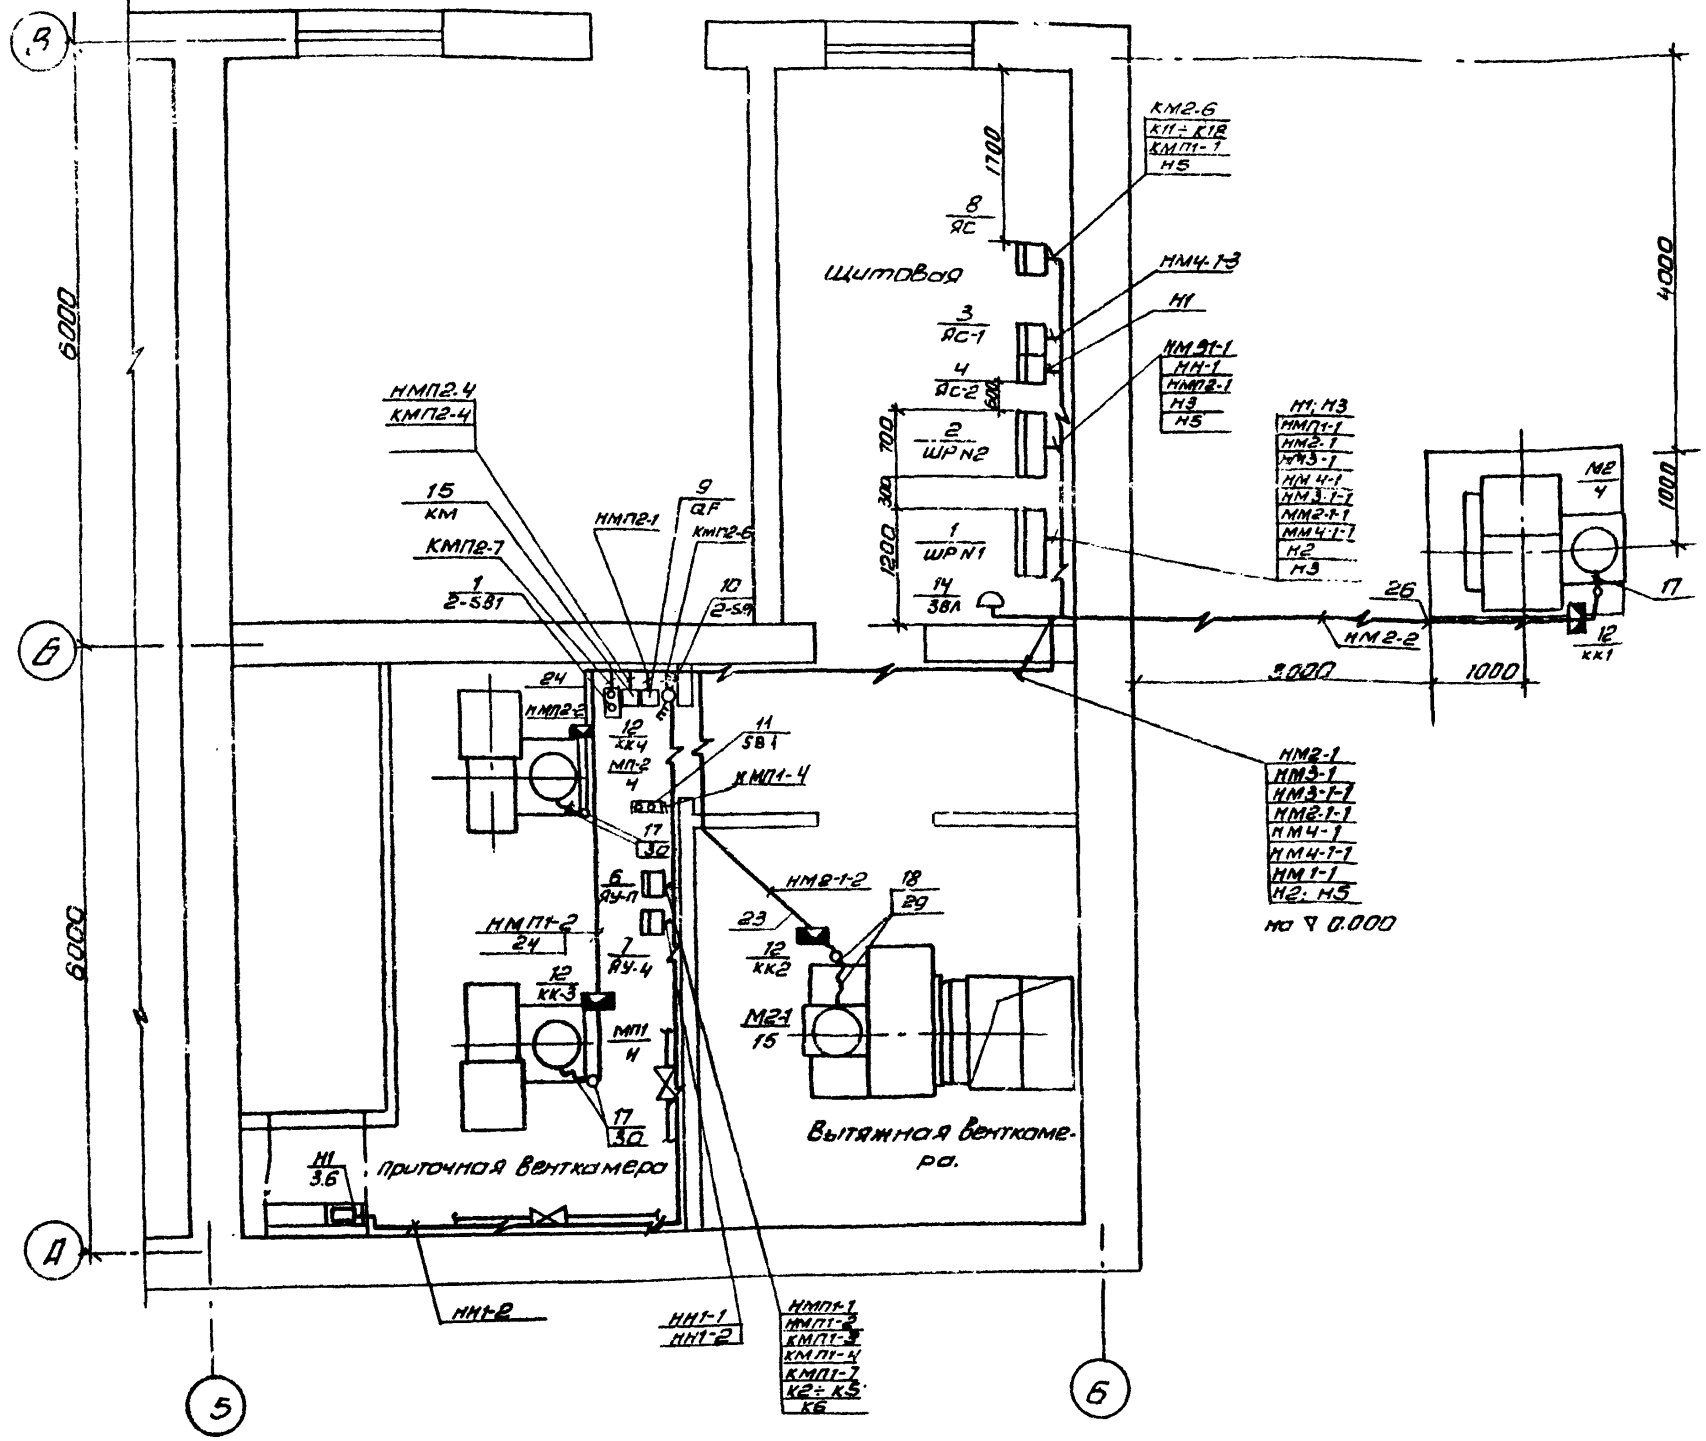 В
КМ2-6
К11÷К18
КМП1-1
Н5
1700
8
ЯС
Щитовая
НМ4-1-3
Н1
3
ЯС-1
4
ЯС-2
600
НМ31-1
НН-1
НМП2-1
Н3
Н5
4000
6000
НМП2-4
КМП2-4
700
2
ШР N2
Н1; Н3
НМП1-1
НМ2-1
НМ3-1
НМ4-1
НМ3-1-1
ММ2-1-1
ММ4-1-1
Н2
Н3
М2
4
1000
15
КМ
9
QF
НМП2-1
КМП2-6
300
1200
1
ШР N1
КМП2-7
1
2-SB1
10
14
ЗВЛ
26
17
НМ2-2
12
КК1
Б
3000
1000
24
НМП2-2
12
КК4
МП-2
4
11
SB1
КМП1-4
НМ2-1
НМ3-1
НМ3-1-1
НМ2-1-1
НМ4-1
НМ4-1-1
НМ1-1
Н2; Н5
на ∇ 0.000
17
30
6
ЯУ-П
НМ2-1-2
18
29
23
6000
НМП1-2
24
7
ЯУ-4
12
КК-3
12
КК2
МП1
4
М2-1
15
17
30
Вытяжная венткаме-
ра.
Н1
3.6
Приточная венткамера
А
НН1-2
НН1-1
НН1-2
НМП1-1
НМП1-2
КМП1-3
КМП1-4
КМП1-7
К2÷К5
К6
5
6